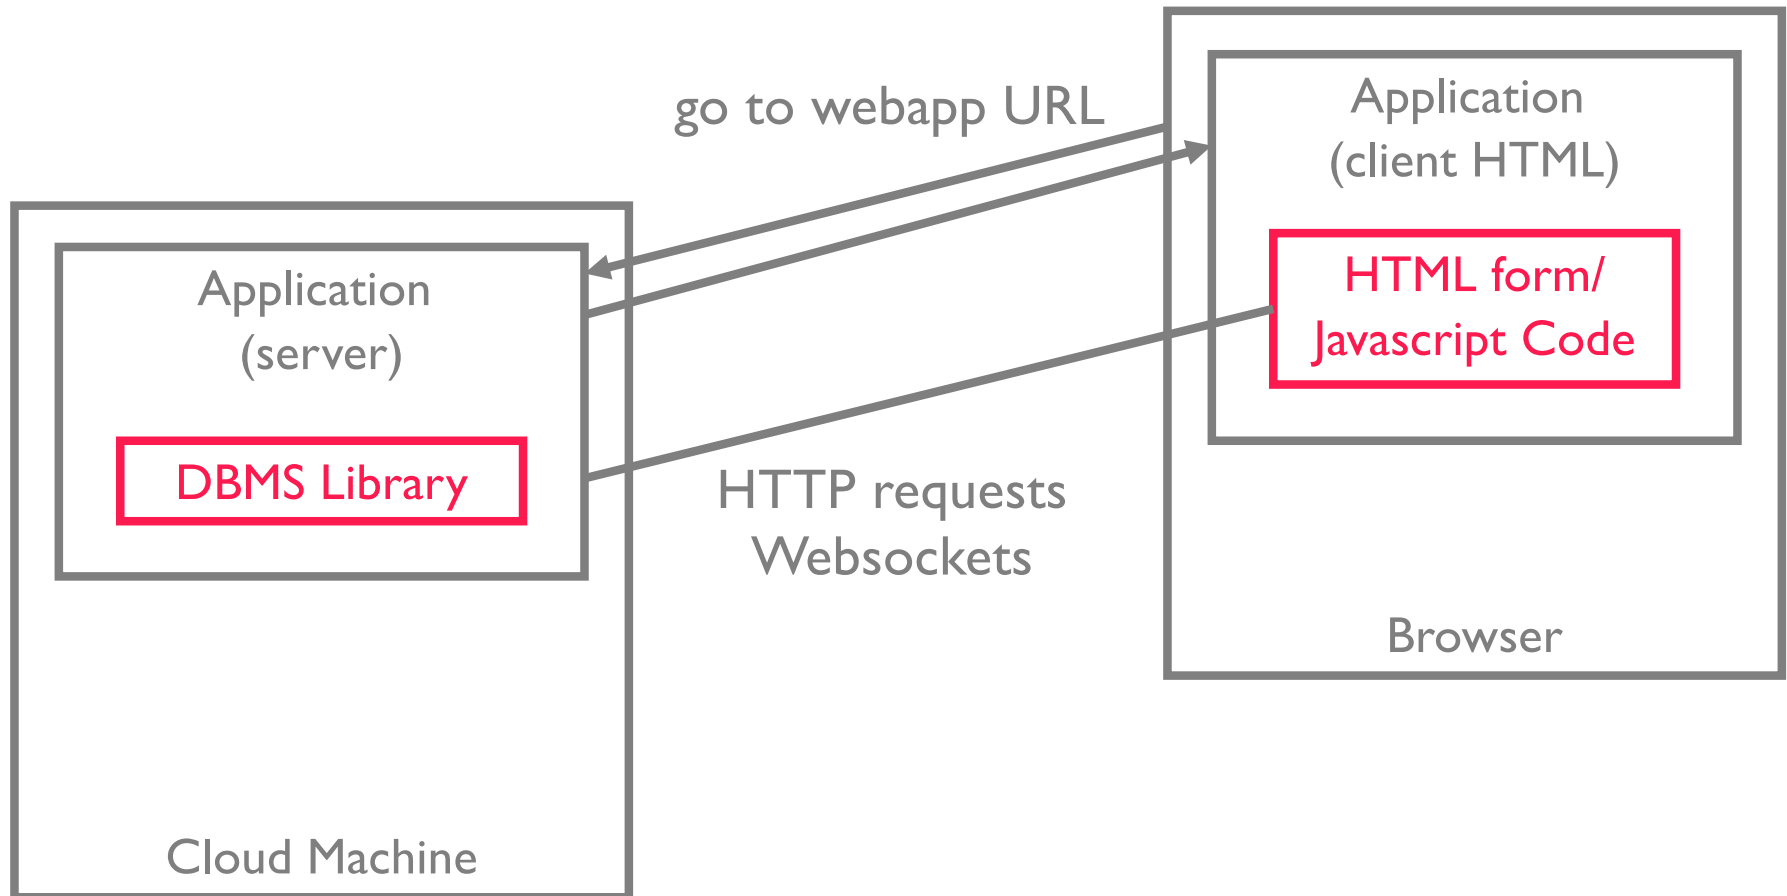 go to webapp URL
Application
(client HTML)
HTML form/
Javascript Code
Browser
Application
(server)
DBMS Library
HTTP requests
Websockets
Cloud Machine